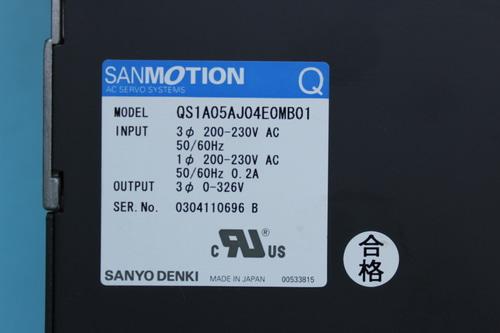 SANMOTION Q
AC SERVO SYSTEMS
MODEL QS1A05AJ04E0MB01
INPUT 3φ 200-230V AC
50/60Hz
1φ 200-230V AC
50/60Hz 0.2A
OUTPUT 3φ 0-326V
SER.No. 0304110696 B
c RU ® US
SANYO DENKI MADE IN JAPAN 00533815
合格